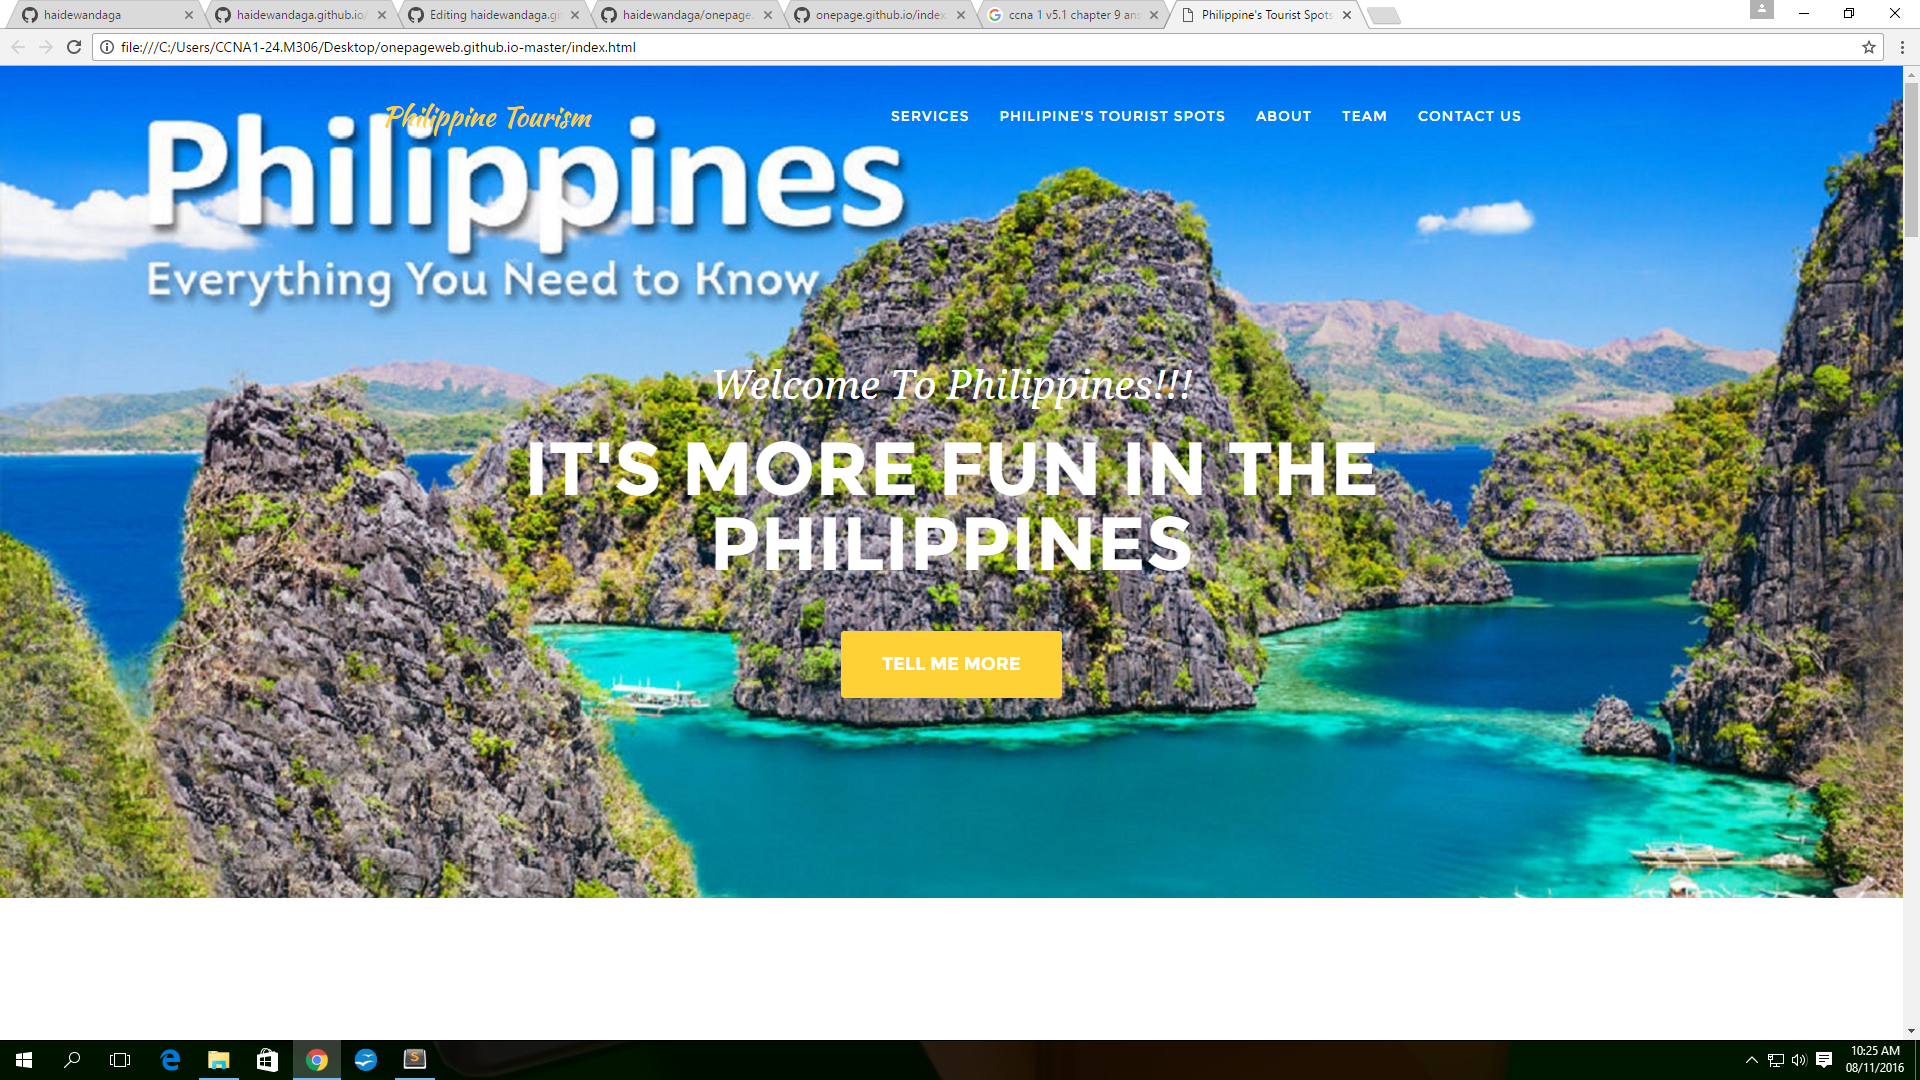 haidewandaga
haidewandaga.github.io/
Editing haidewandaga.gi
haidewandaga/onepage.
onepage.github.io/index.
ccna 1 v5.1 chapter 9 ans
Philippine's Tourist Spots
file:///C:/Users/CCNA1-24.M306/Desktop/onepageweb.github.io-master/index.html
Philippine Tourism
SERVICES
PHILIPINE'S TOURIST SPOTS
ABOUT
TEAM
CONTACT US
Philippines
Everything You Need to Know
Welcome To Philippines!!!
IT'S MORE FUN IN THE
PHILIPPINES
TELL ME MORE
10:25 AM
08/11/2016